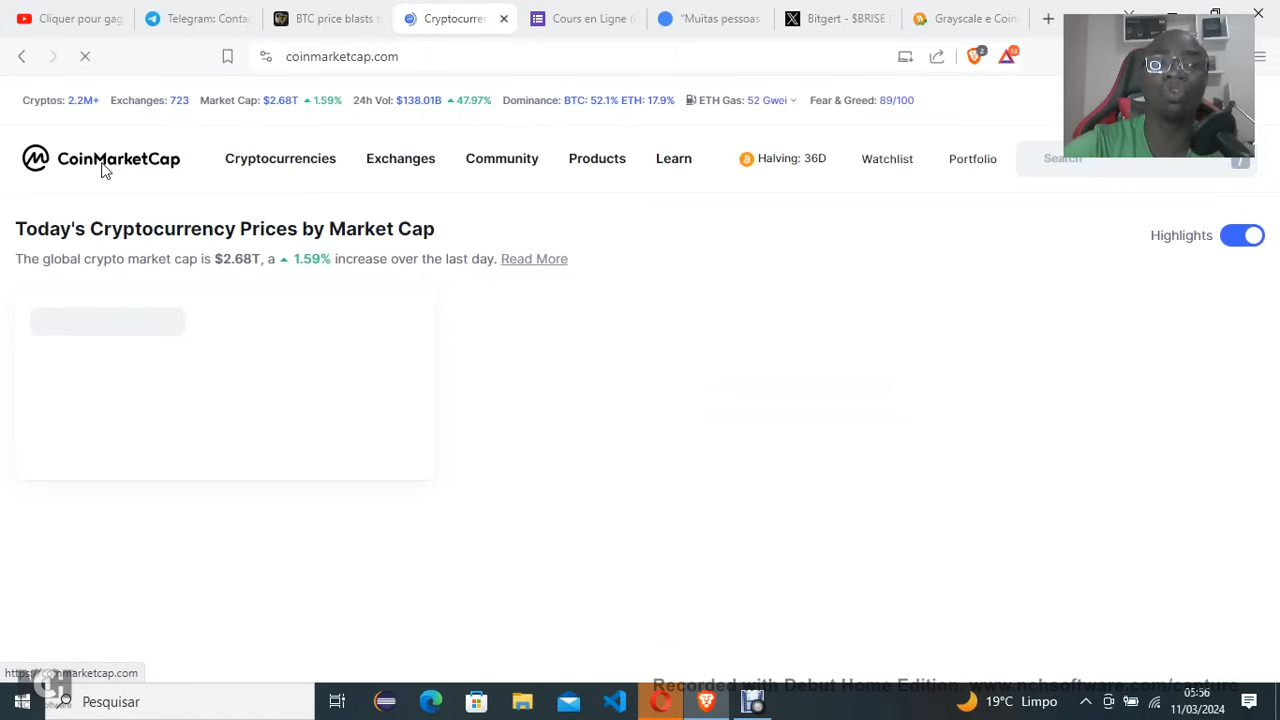 Cliquer pour gag
Telegram: Conta
BTC price blasts t
Cryptocurre
Cours en Ligne (
"Muitas pessoas
Bitgert - $BRISE
Grayscale e Coin
coinmarketcap.com
2
13
Cryptos: 2.2M+ Exchanges: 723 Market Cap: $2.68T 1.59% 24h Vol: $138.01B 47.97% Dominance: BTC: 52.1% ETH: 17.9% ETH Gas: 52 Gwei Fear & Greed: 89/100
CoinMarketCap
Cryptocurrencies Exchanges Community Products Learn
Halving: 36D Watchlist Portfolio
Search
/
Today's Cryptocurrency Prices by Market Cap
Highlights
The global crypto market cap is $2.68T, a 1.59% increase over the last day. Read More
https://coinmarketcap.com
Recorded with Debut Home Edition. www.nchsoftware.com/capture
Pesquisar
19°C Limpo
05:56
11/03/2024